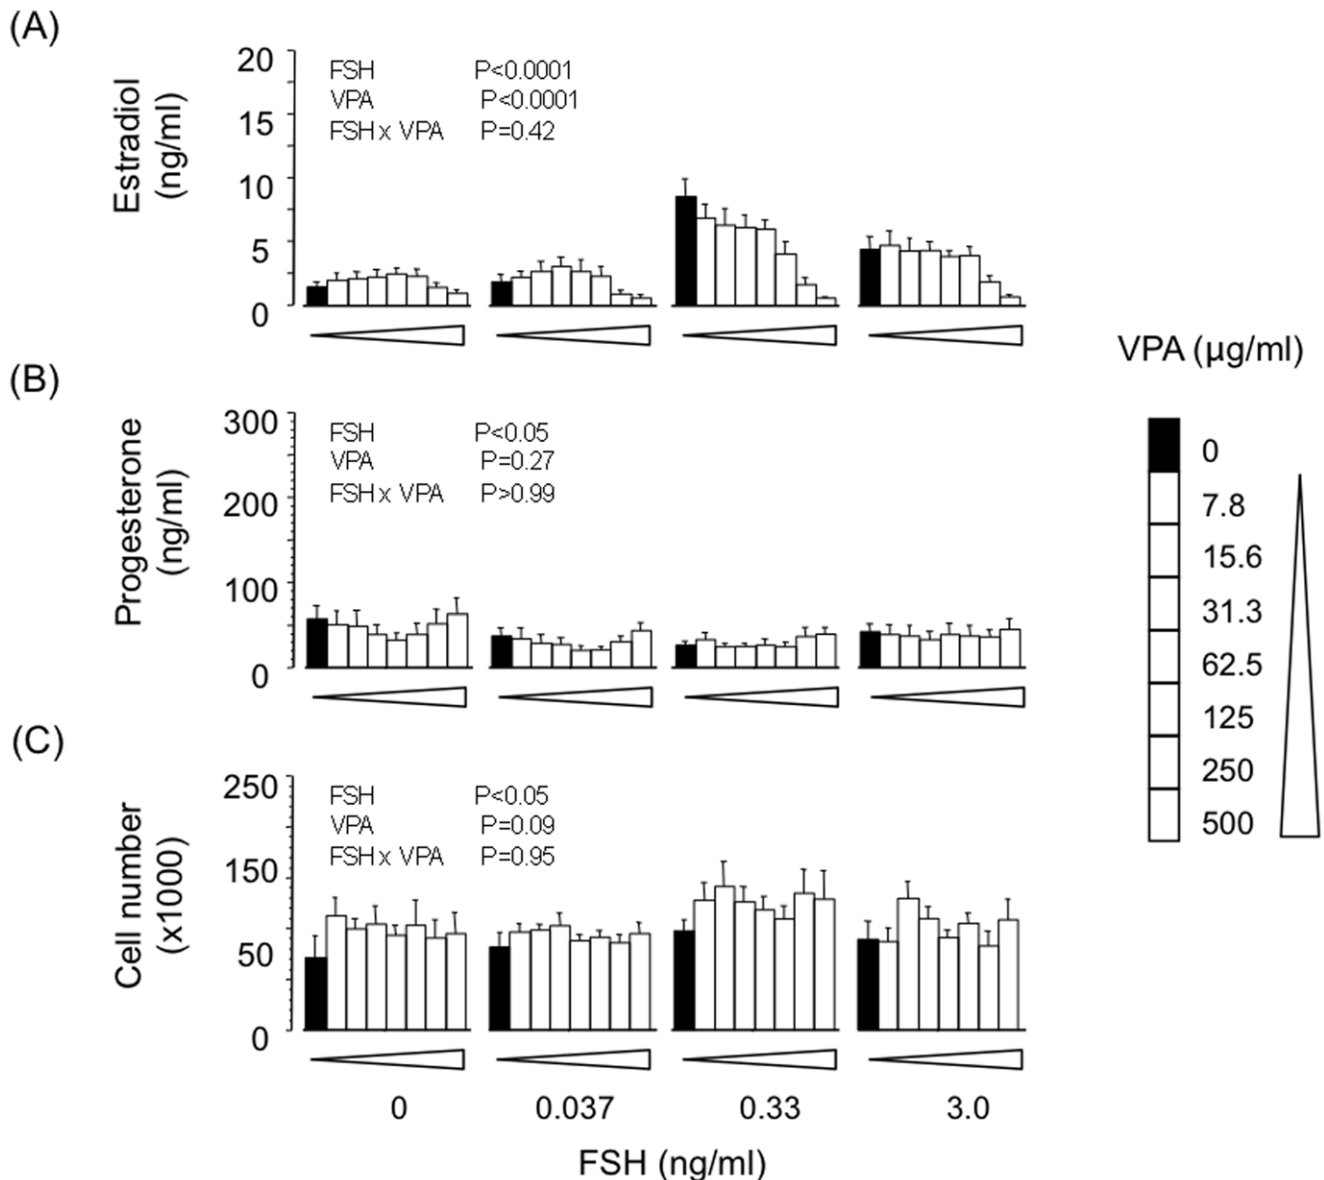 (A)
Estradiol
(ng/ml)
20
15
10
5
0
FSH P<0.0001
VPA P<0.0001
FSH x VPA P=0.42
(B)
Progesterone
(ng/ml)
300
200
100
0
FSH P<0.05
VPA P=0.27
FSH x VPA P>0.99
(C)
Cell number
(x1000)
250
150
50
0
FSH P<0.05
VPA P=0.09
FSH x VPA P=0.95
0 0.037 0.33 3.0
FSH (ng/ml)
VPA (µg/ml)
0
7.8
15.6
31.3
62.5
125
250
500